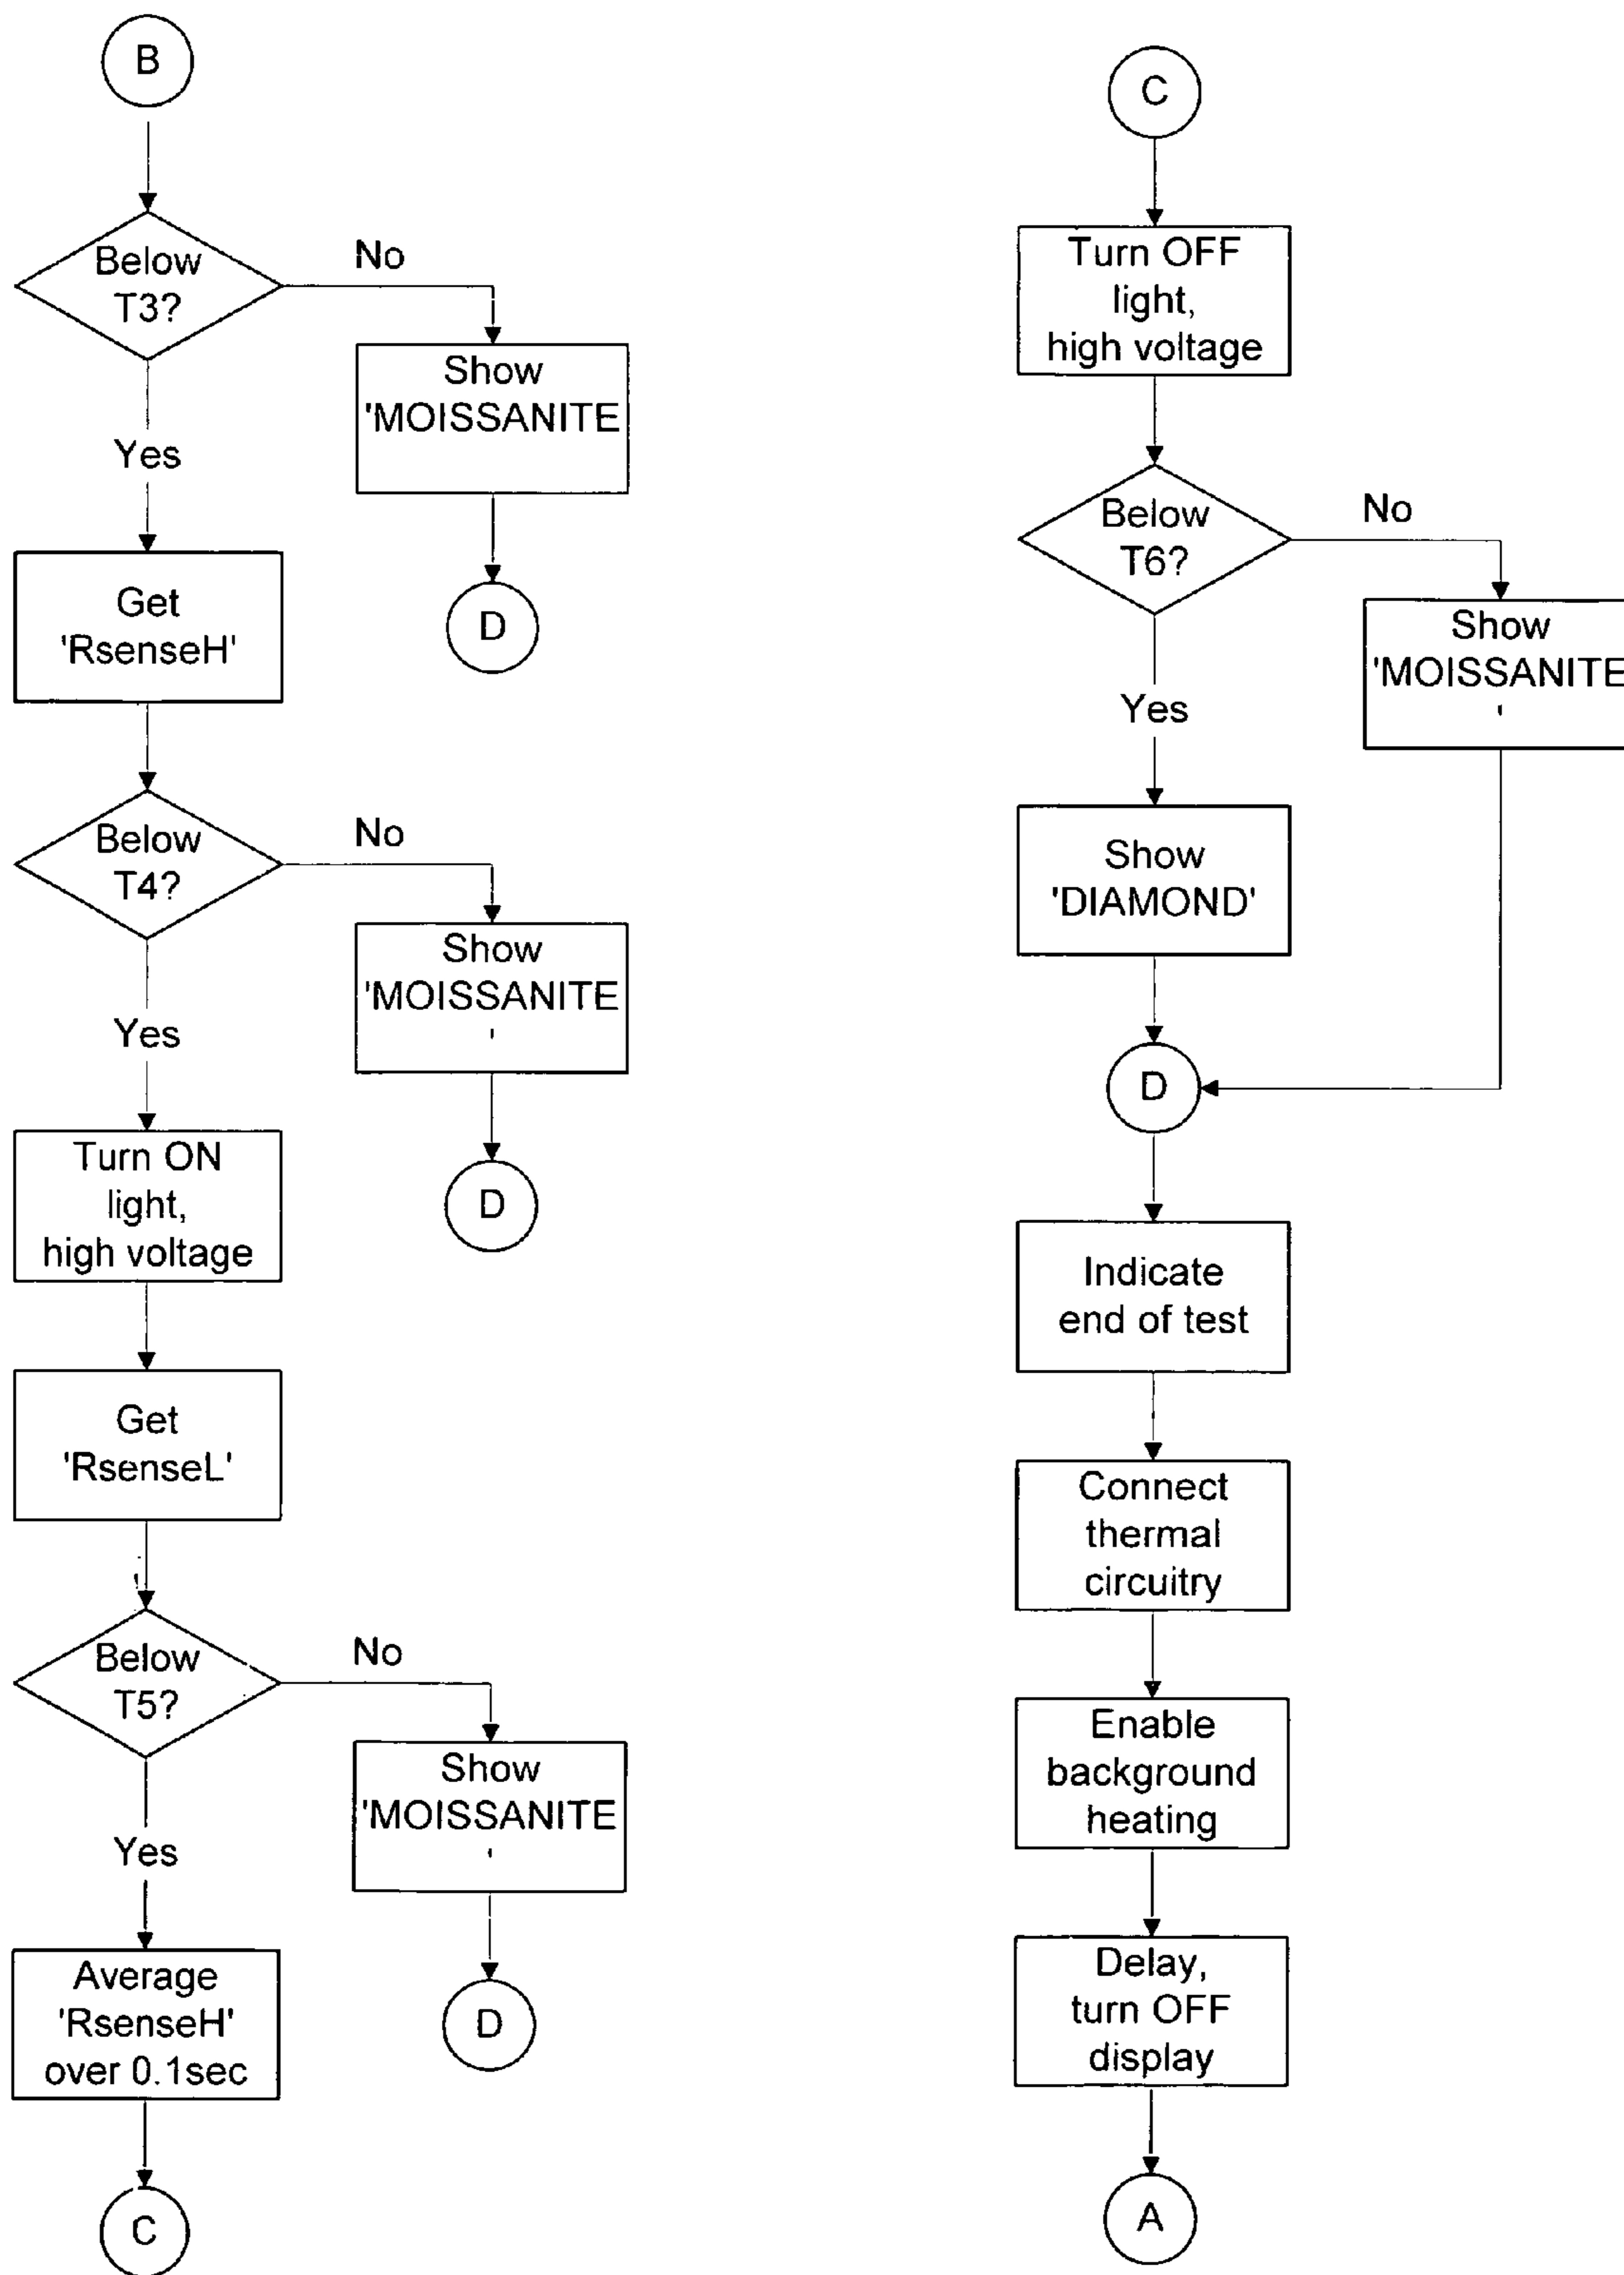 B
Below
T3?
No
Show
'MOISSANITE
D
Yes
Get
'RsenseH'
Below
T4?
No
Show
'MOISSANITE
'
D
Yes
Turn ON
light,
high voltage
Get
'RsenseL'
Below
T5?
No
Show
'MOISSANITE
'
D
Yes
Average
'RsenseH'
over 0.1sec
C
C
Turn OFF
light,
high voltage
Below
T6?
No
Show
'MOISSANITE
'
Yes
Show
'DIAMOND'
D
Indicate
end of test
Connect
thermal
circuitry
Enable
background
heating
Delay,
turn OFF
display
A